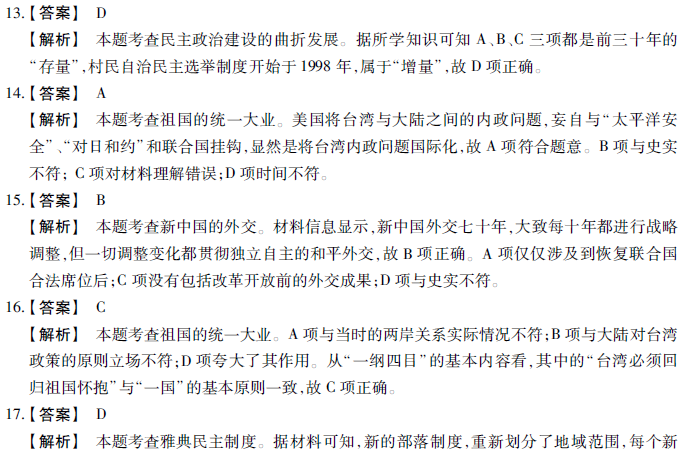 13.【答案】 D
【解析】 本题考查民主政治建设的曲折发展。据所学知识可知 A、B、C 三项都是前三十年的
“存量”,村民自治民主选举制度开始于 1998 年,属于“增量”,故 D 项正确。
14.【答案】 A
【解析】 本题考查祖国的统一大业。美国将台湾与大陆之间的内政问题,妄自与“太平洋安
全”、“对日和约”和联合国挂钩,显然是将台湾内政问题国际化,故 A 项符合题意。B 项与史实
不符; C 项对材料理解错误;D 项时间不符。
15.【答案】 B
【解析】 本题考查新中国的外交。材料信息显示,新中国外交七十年,大致每十年都进行战略
调整,但一切调整变化都贯彻独立自主的和平外交,故 B 项正确。A 项仅仅涉及到恢复联合国
合法席位后;C 项没有包括改革开放前的外交成果;D 项与史实不符。
16.【答案】 C
【解析】 本题考查祖国的统一大业。A 项与当时的两岸关系实际情况不符;B 项与大陆对台湾
政策的原则立场不符;D 项夸大了其作用。从“一纲四目”的基本内容看,其中的“台湾必须回
归祖国怀抱”与“一国”的基本原则一致,故 C 项正确。
17.【答案】 D
【解析】 本题考查雅典民主制度。据材料可知,新的部落制度,重新划分了地域范围,每个新